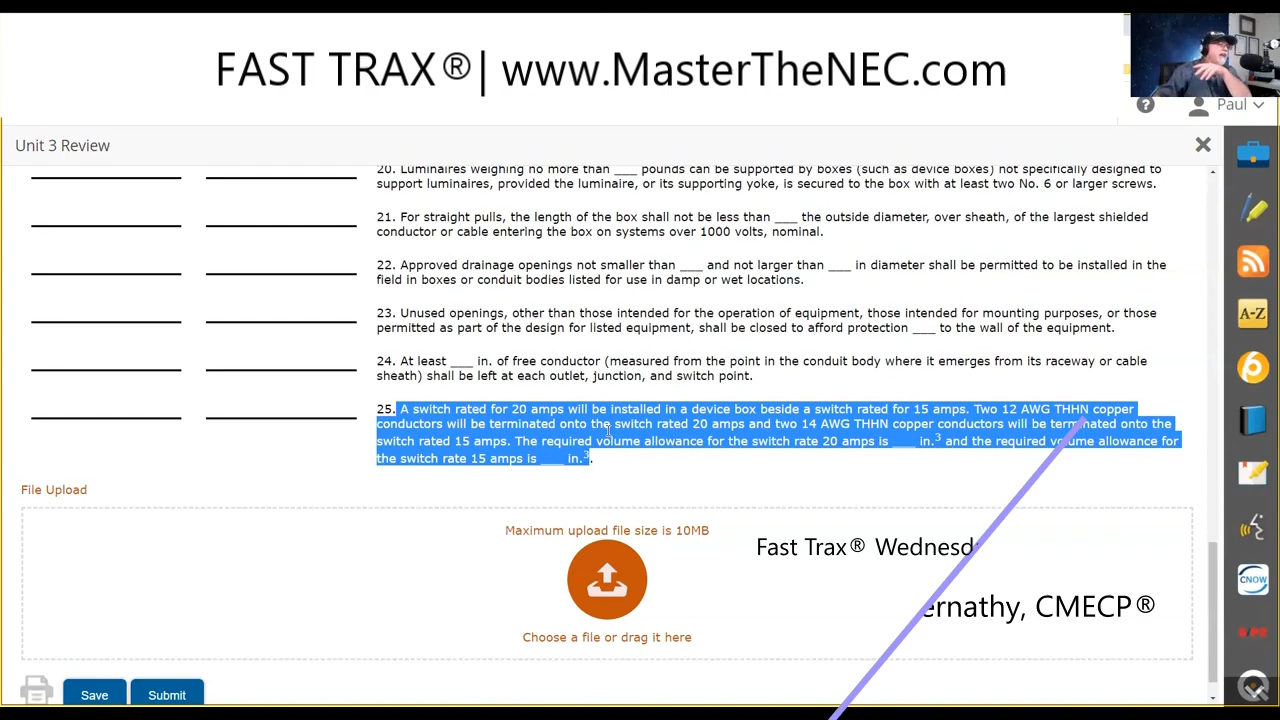 FAST TRAX®| www.MasterTheNEC.com
Paul
Unit 3 Review
20. Luminaires weighing no more than ___ pounds can be supported by boxes (such as device boxes) not specifically designed to
support luminaires, provided the luminaire, or its supporting yoke, is secured to the box with at least two No. 6 or larger screws.
21. For straight pulls, the length of the box shall not be less than ___ the outside diameter, over sheath, of the largest shielded
conductor or cable entering the box on systems over 1000 volts, nominal.
22. Approved drainage openings not smaller than ___ and not larger than ___ in diameter shall be permitted to be installed in the
field in boxes or conduit bodies listed for use in damp or wet locations.
23. Unused openings, other than those intended for the operation of equipment, those intended for mounting purposes, or those
permitted as part of the design for listed equipment, shall be closed to afford protection ___ to the wall of the equipment.
24. At least ___ in. of free conductor (measured from the point in the conduit body where it emerges from its raceway or cable
sheath) shall be left at each outlet, junction, and switch point.
25. A switch rated for 20 amps will be installed in a device box beside a switch rated for 15 amps. Two 12 AWG THHN copper
conductors will be terminated onto the switch rated 20 amps and two 14 AWG THHN copper conductors will be terminated onto the
switch rated 15 amps. The required volume allowance for the switch rate 20 amps is ___ in.³ and the required volume allowance for
the switch rate 15 amps is ___ in.³.
File Upload
Maximum upload file size is 10MB
Choose a file or drag it here
Fast Trax® Wednesd
ernathy, CMECP®
Save
Submit
A-Z
CNOW